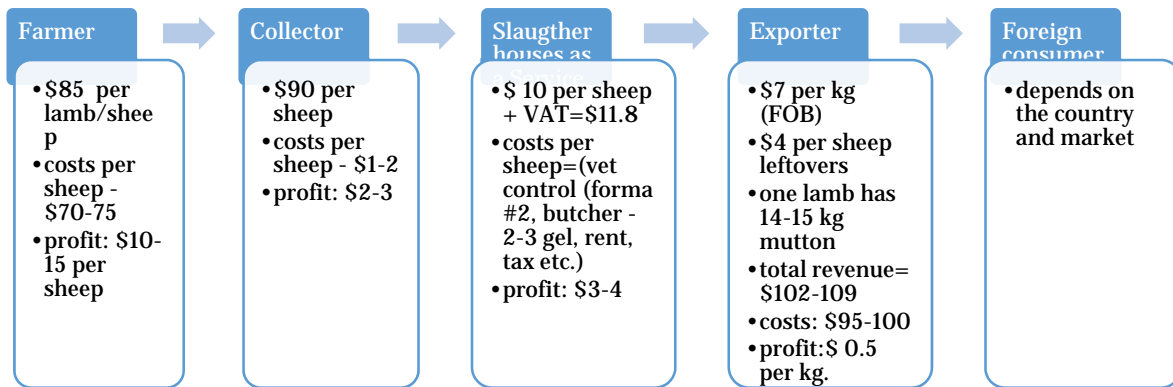 Farmer
$85 per
lamb/shee
p
costs per
sheep -
$70-75
profit: $10-
15 per
sheep
Collector
$90 per
sheep
costs per
sheep - $1-2
profit: $2-3
Slaugther
houses as
a Service
$ 10 per sheep
+ VAT=$11.8
costs per
sheep=(vet
control (forma
#2, butcher -
2-3 gel, rent,
tax etc.)
profit: $3-4
Exporter
$7 per kg
(FOB)
$4 per sheep
leftovers
one lamb has
14-15 kg
mutton
total revenue=
$102-109
costs: $95-100
profit:$ 0.5
per kg.
Foreign
consumer
depends on
the country
and market